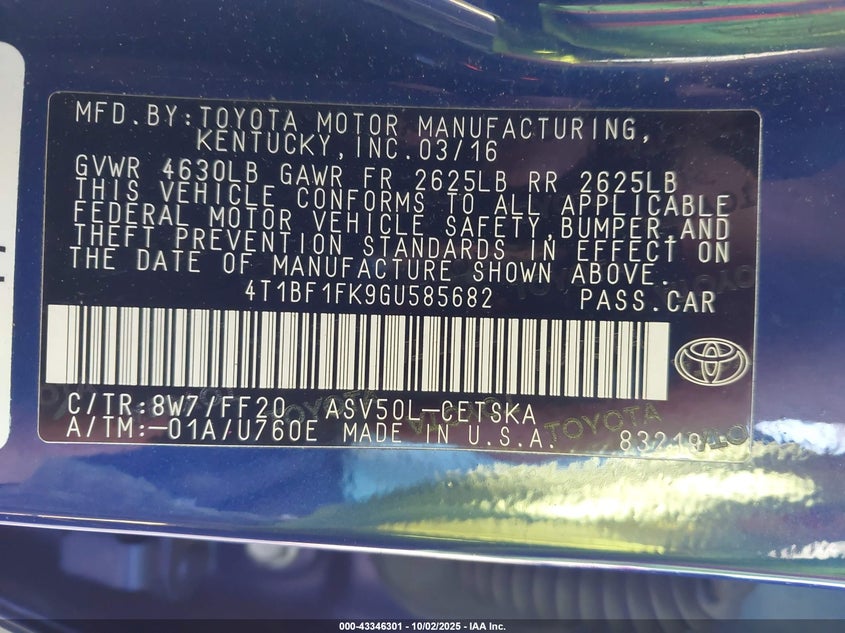 MFD.BY:TOYOTA MOTOR MANUFACTURING,
KENTUCKY,INC.03/16
GVWR 4630LB GAWR FR 2625LB RR 2625LB
THIS VEHICLE CONFORMS TO ALL APPLICABLE
FEDERAL MOTOR VEHICLE SAFETY,BUMPER,AND
THEFT PREVENTION STANDARDS IN EFFECT ON
THE DATE OF MANUFACTURE SHOWN ABOVE.
4T1BF1FK9GU585682 PASS.CAR
C/TR:8W7/FF20 ASV50L-CETSKA
A/TM:-01A/U760E MADE IN U.S.A.
TOYOTA
000-43346301 - 10/02/2025 - IAA Inc.